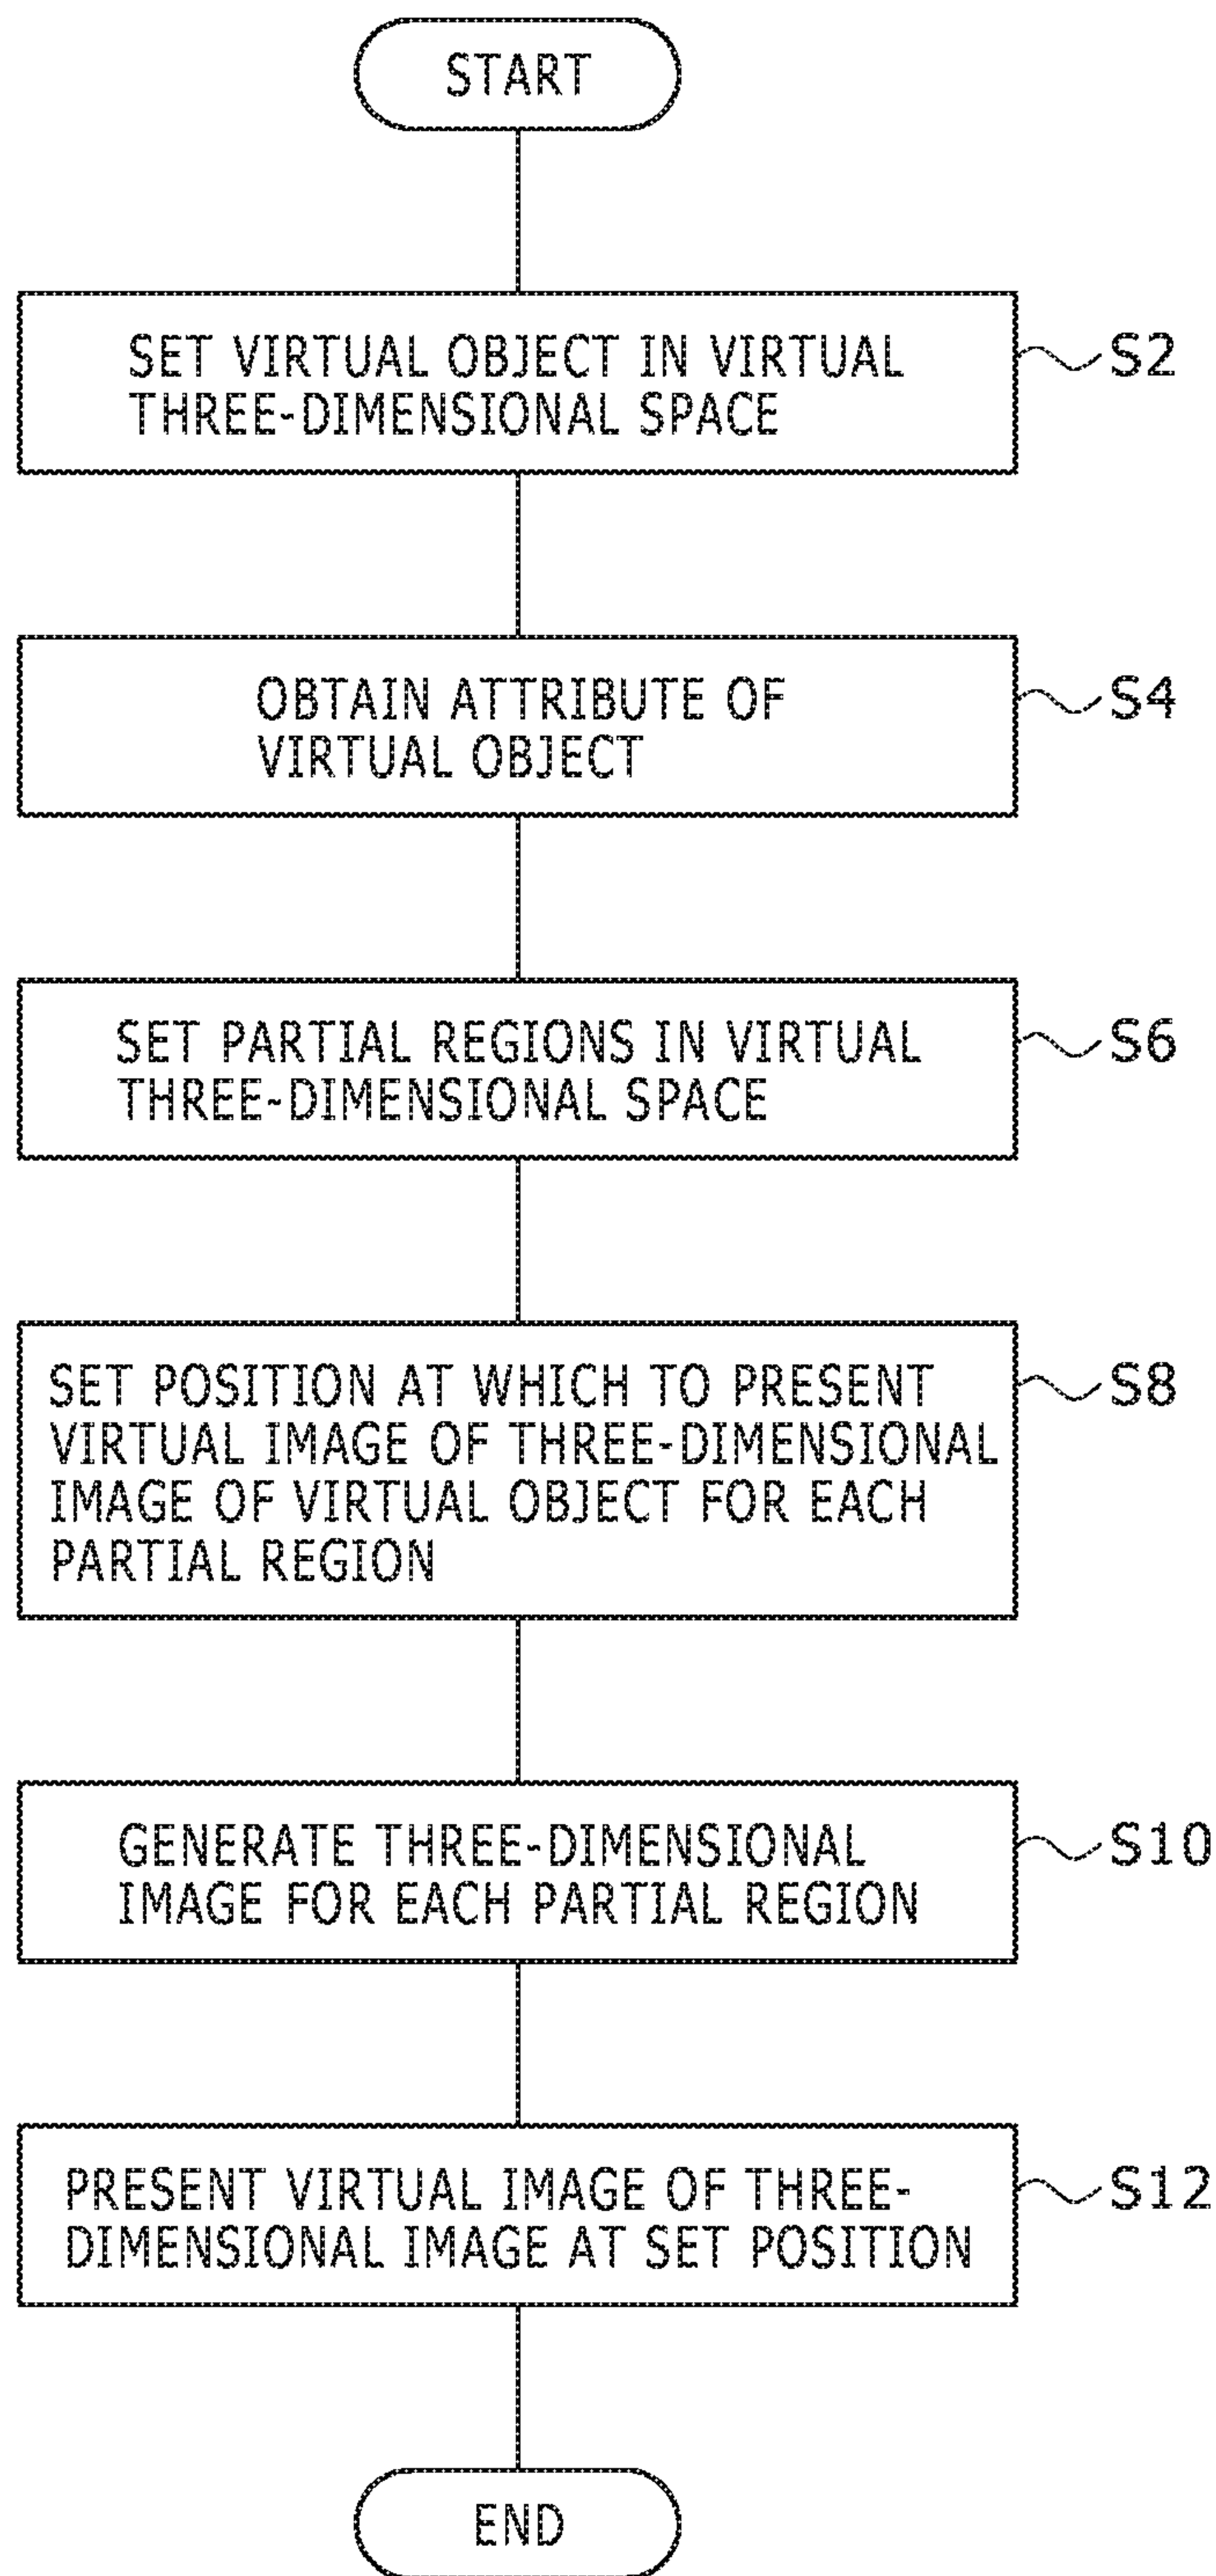 START
SET VIRTUAL OBJECT IN VIRTUAL
THREE-DIMENSIONAL SPACE
S2
OBTAIN ATTRIBUTE OF
VIRTUAL OBJECT
S4
SET PARTIAL REGIONS IN VIRTUAL
THREE-DIMENSIONAL SPACE
S6
SET POSITION AT WHICH TO PRESENT
VIRTUAL IMAGE OF THREE-DIMENSIONAL
IMAGE OF VIRTUAL OBJECT FOR EACH
PARTIAL REGION
S8
GENERATE THREE-DIMENSIONAL
IMAGE FOR EACH PARTIAL REGION
S10
PRESENT VIRTUAL IMAGE OF THREE-
DIMENSIONAL IMAGE AT SET POSITION
S12
END